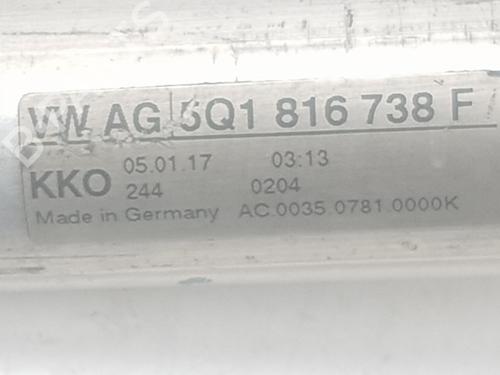 VW AG 5Q1 816 738 F
KKO 05.01.17 03:13
244 0204
Made in Germany AC.0035.0781.0000K